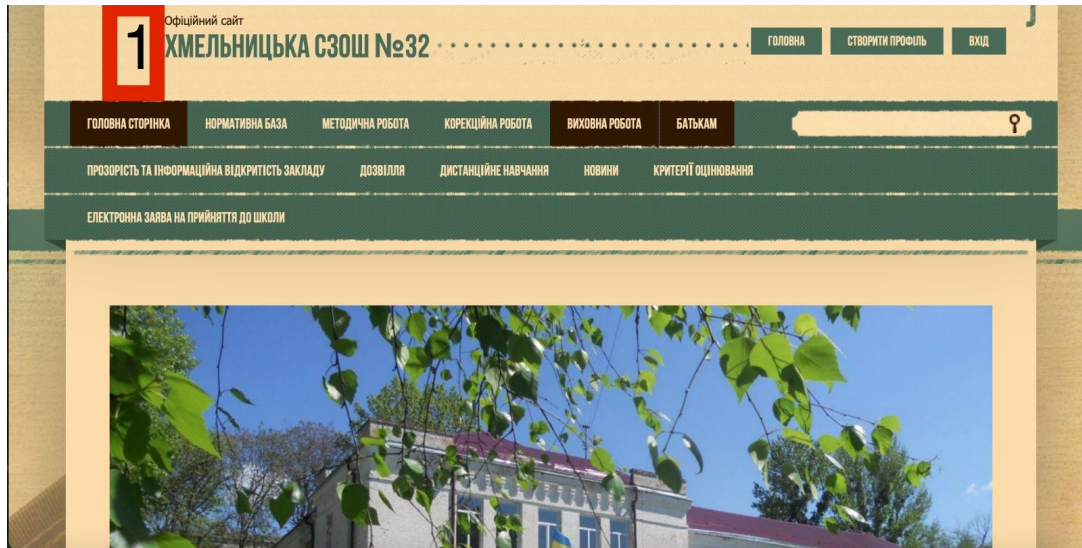 1
Офіційний сайт
ХМЕЛЬНИЦЬКА СЗОШ №32
ГОЛОВНА СТВОРИТИ ПРОФІЛЬ ВХІД
ГОЛОВНА СТОРІНКА НОРМАТИВНА БАЗА МЕТОДИЧНА РОБОТА КОРЕКЦІЙНА РОБОТА ВИХОВНА РОБОТА БАТЬКАМ
ПРОЗОРІСТЬ ТА ІНФОРМАЦІЙНА ВІДКРИТІСТЬ ЗАКЛАДУ ДОЗВІЛЛЯ ДИСТАНЦІЙНЕ НАВЧАННЯ НОВИНИ КРИТЕРІЇ ОЦІНЮВАННЯ
ЕЛЕКТРОННА ЗАЯВА НА ПРИЙНЯТТЯ ДО ШКОЛИ